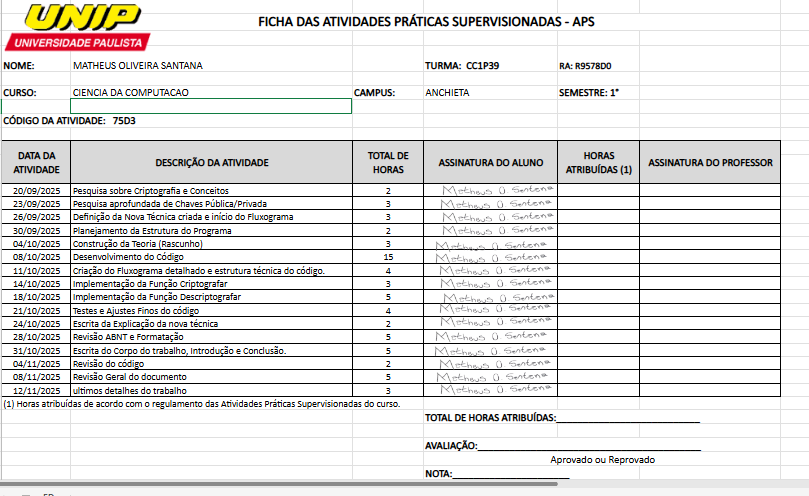 UNIP
UNIVERSIDADE PAULISTA
FICHA DAS ATIVIDADES PRÁTICAS SUPERVISIONADAS - APS
NOME: MATHEUS OLIVEIRA SANTANA TURMA: CC1P39 RA: R9578D0
CURSO: CIENCIA DA COMPUTACAO CAMPUS: ANCHIETA SEMESTRE: 1°
CÓDIGO DA ATIVIDADE: 75D3
DATA DA ATIVIDADE DESCRIÇÃO DA ATIVIDADE TOTAL DE HORAS ASSINATURA DO ALUNO HORAS ATRIBUÍDAS (1) ASSINATURA DO PROFESSOR
20/09/2025 Pesquisa sobre Criptografia e Conceitos 2 Matheus O. Santana
23/09/2025 Pesquisa aprofundada de Chaves Pública/Privada 3 Matheus O. Santana
26/09/2025 Definição da Nova Técnica criada e início do Fluxograma 3 Matheus O. Santana
30/09/2025 Planejamento da Estrutura do Programa 2 Matheus O. Santana
04/10/2025 Construção da Teoria (Rascunho) 3 Matheus O. Santana
08/10/2025 Desenvolvimento do Código 15 Matheus O. Santana
11/10/2025 Criação do Fluxograma detalhado e estrutura técnica do código. 4 Matheus O. Santana
14/10/2025 Implementação da Função Criptografar 3 Matheus O. Santana
18/10/2025 Implementação da Função Descriptografar 5 Matheus O. Santana
21/10/2025 Testes e Ajustes Finos do código 4 Matheus O. Santana
24/10/2025 Escrita da Explicação da nova técnica 2 Matheus O. Santana
28/10/2025 Revisão ABNT e Formatação 5 Matheus O. Santana
31/10/2025 Escrita do Corpo do trabalho, Introdução e Conclusão. 5 Matheus O. Santana
04/11/2025 Revisão do código 2 Matheus O. Santana
08/11/2025 Revisão Geral do documento 5 Matheus O. Santana
12/11/2025 ultimos detalhes do trabalho 3 Matheus O. Santana
(1) Horas atribuídas de acordo com o regulamento das Atividades Práticas Supervisionadas do curso.
TOTAL DE HORAS ATRIBUÍDAS:
AVALIAÇÃO:
Aprovado ou Reprovado
NOTA: